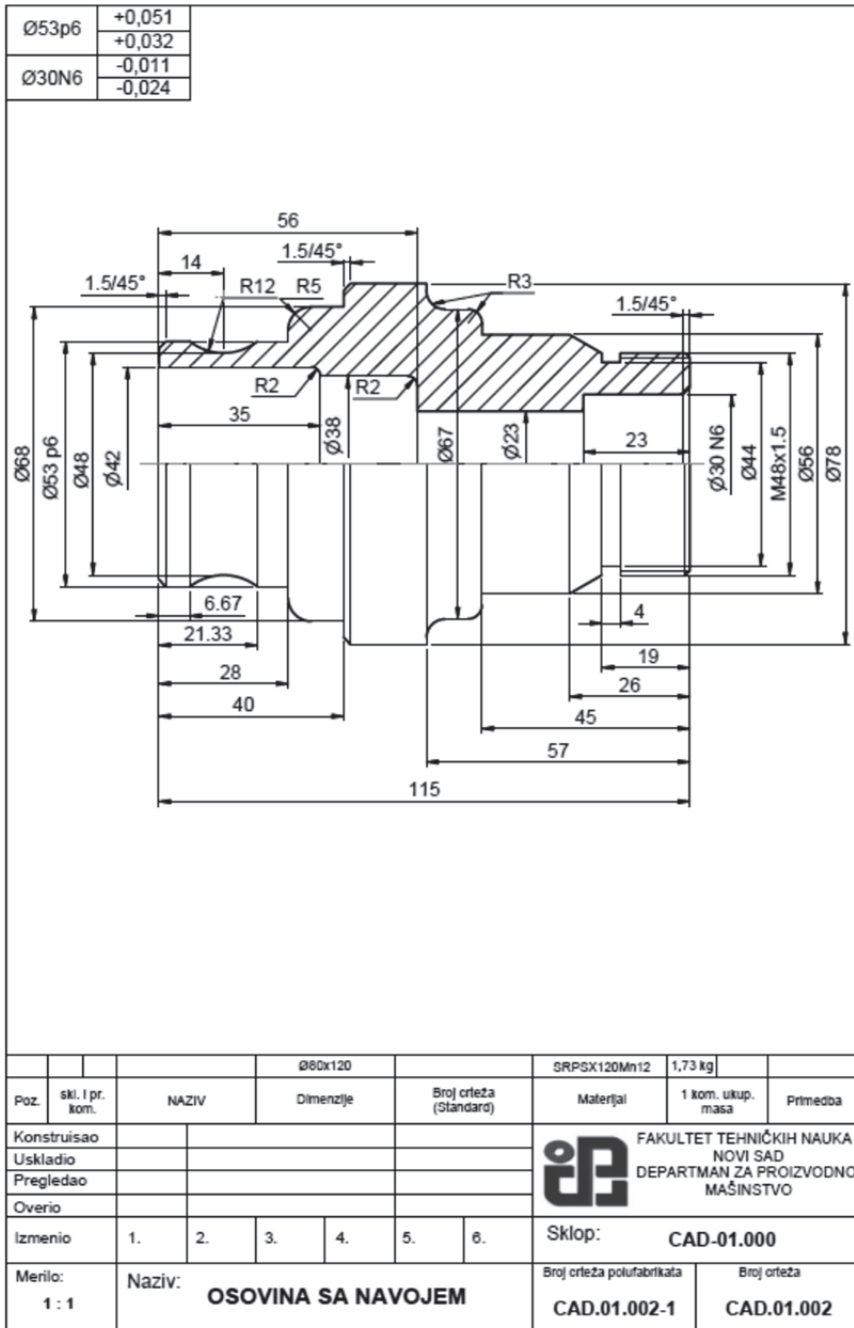 Ø53p6
+0,051
+0,032
Ø30N6
-0,011
-0,024
56
14
1.5/45°
1.5/45°
R12
R5
R3
1.5/45°
R2
R2
35
Ø38
Ø67
Ø23
23
Ø68
Ø53 p6
Ø48
Ø42
Ø30 N6
Ø44
M48x1.5
Ø56
Ø78
6.67
21.33
28
40
4
19
26
45
57
115
Ø80x120
SRPSX120Mn12
1,73 kg
Poz.
skl. i pr.
kom.
NAZIV
Dimenzije
Broj crteža
(Standard)
Materijal
1 kom. ukup.
masa
Primedba
Konstruisao
Uskladio
Pregledao
Overio
FAKULTET TEHNIČKIH NAUKA
NOVI SAD
DEPARTMAN ZA PROIZVODNO
MAŠINSTVO
Izmenio
1.
2.
3.
4.
5.
6.
Sklop:
CAD-01.000
Merilo:
1 : 1
Naziv:
OSOVINA SA NAVOJEM
Broj crteža polufabrikata
CAD.01.002-1
Broj crteža
CAD.01.002